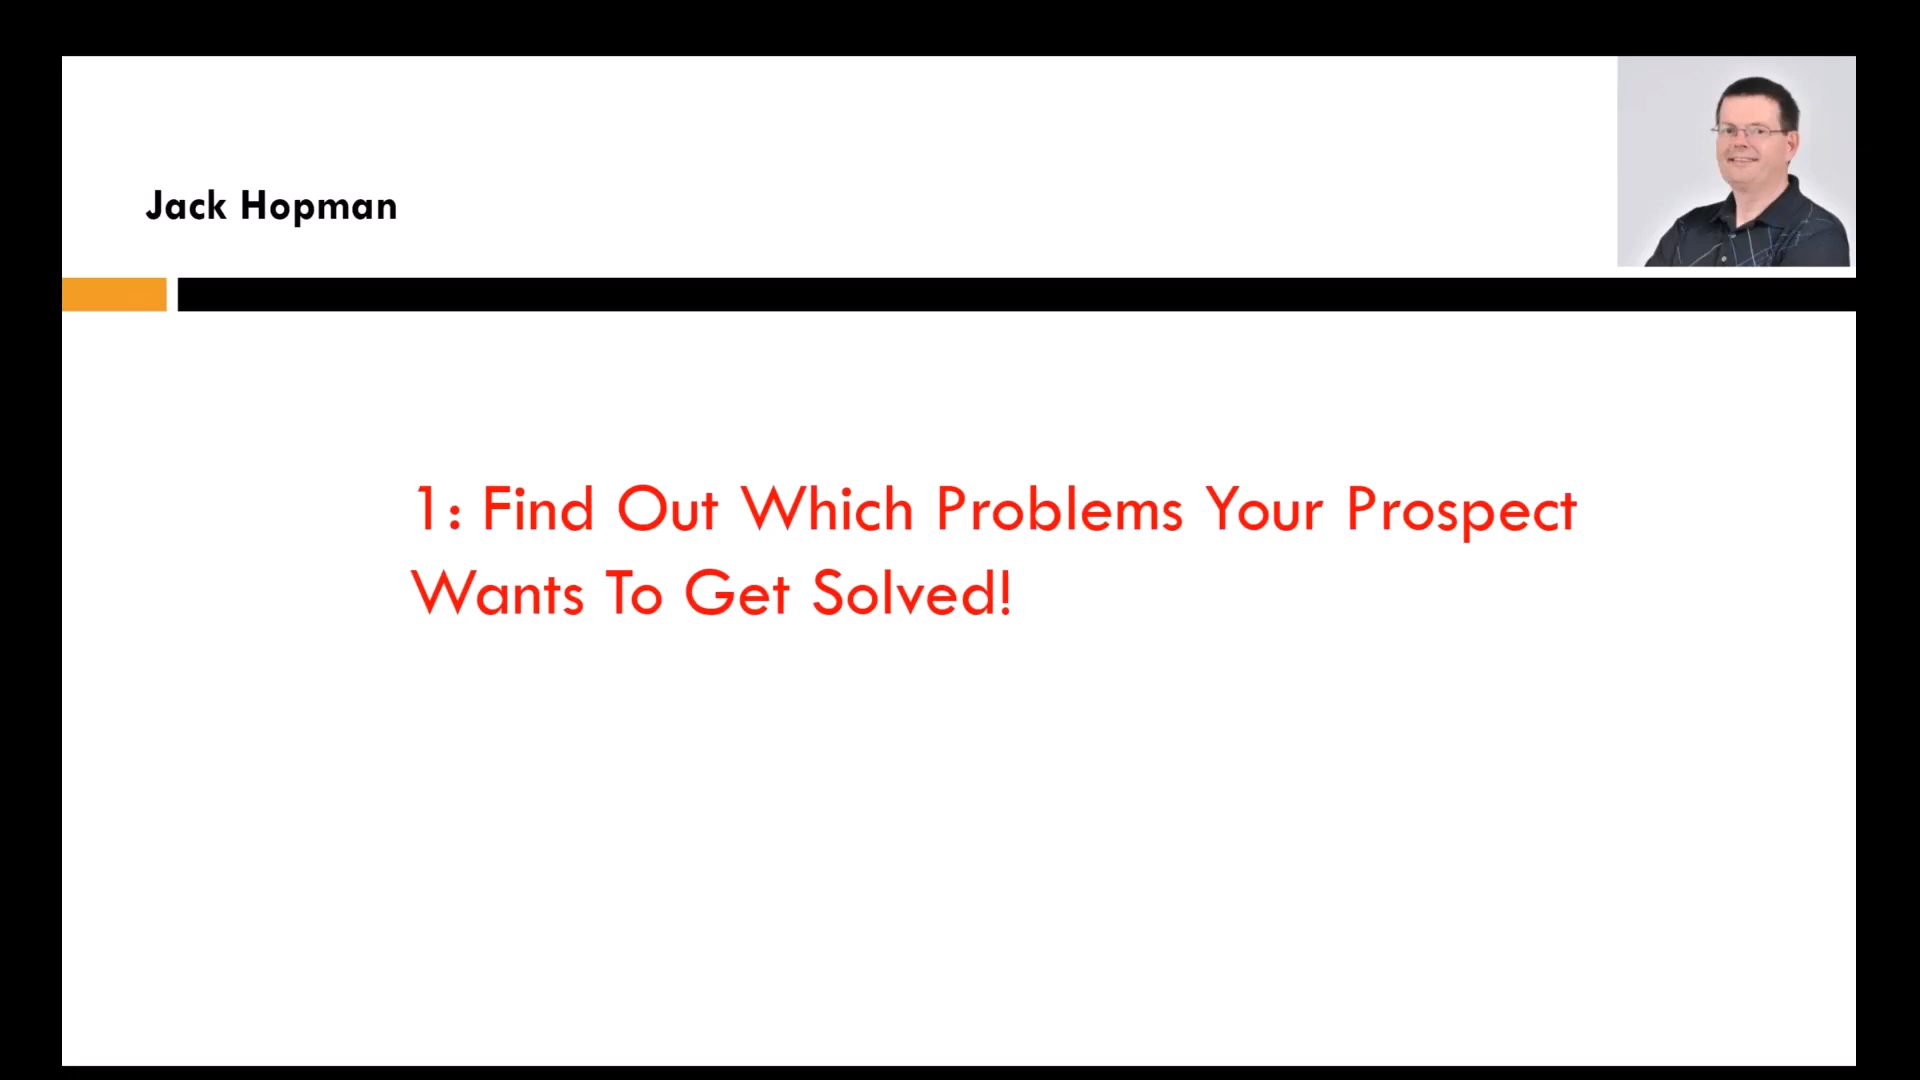 Jack Hopman
1: Find Out Which Problems Your Prospect
Wants To Get Solved!